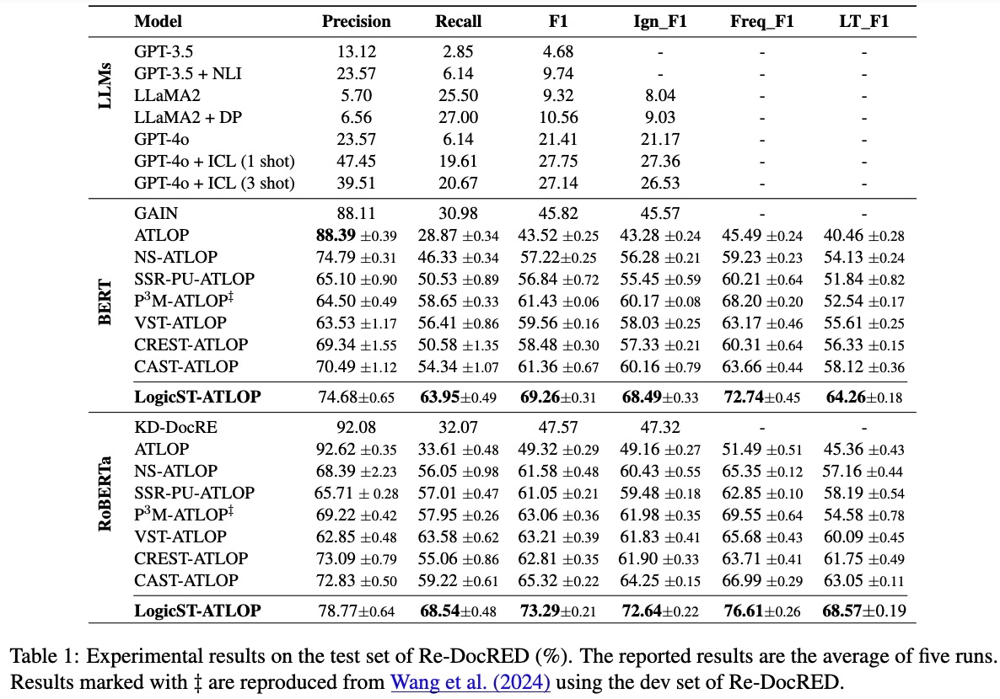 Model Precision Recall F1 Ign_F1 Freq_F1 LT_F1
LLMs
GPT-3.5 13.12 2.85 4.68 - - -
GPT-3.5 + NLI 23.57 6.14 9.74 - - -
LLaMA2 5.70 25.50 9.32 8.04 - -
LLaMA2 + DP 6.56 27.00 10.56 9.03 - -
GPT-4o 23.57 6.14 21.41 21.17 - -
GPT-4o + ICL (1 shot) 47.45 19.61 27.75 27.36 - -
GPT-4o + ICL (3 shot) 39.51 20.67 27.14 26.53 - -
BERT
GAIN 88.11 30.98 45.82 45.57 - -
ATLOP 88.39 ±0.39 28.87 ±0.34 43.52 ±0.25 43.28 ±0.24 45.49 ±0.24 40.46 ±0.28
NS-ATLOP 74.79 ±0.31 46.33 ±0.34 57.22±0.25 56.28 ±0.21 59.23 ±0.23 54.13 ±0.24
SSR-PU-ATLOP 65.10 ±0.90 50.53 ±0.89 56.84 ±0.72 55.45 ±0.59 60.21 ±0.64 51.84 ±0.82
P³M-ATLOP‡ 64.50 ±0.49 58.65 ±0.33 61.43 ±0.06 60.17 ±0.08 68.20 ±0.20 52.54 ±0.17
VST-ATLOP 63.53 ±1.17 56.41 ±0.86 59.56 ±0.16 58.03 ±0.25 63.17 ±0.46 55.61 ±0.25
CREST-ATLOP 69.34 ±1.55 50.58 ±1.35 58.48 ±0.30 57.33 ±0.21 60.31 ±0.64 56.33 ±0.15
CAST-ATLOP 70.49 ±1.12 54.34 ±1.07 61.36 ±0.67 60.16 ±0.79 63.66 ±0.44 58.12 ±0.36
LogicST-ATLOP 74.68±0.65 63.95±0.49 69.26±0.31 68.49±0.33 72.74±0.45 64.26±0.18
RoBERTa
KD-DocRE 92.08 32.07 47.57 47.32 - -
ATLOP 92.62 ±0.35 33.61 ±0.48 49.32 ±0.29 49.16 ±0.27 51.49 ±0.51 45.36 ±0.43
NS-ATLOP 68.39 ±2.23 56.05 ±0.98 61.58 ±0.48 60.43 ±0.55 65.35 ±0.12 57.16 ±0.44
SSR-PU-ATLOP 65.71 ± 0.28 57.01 ±0.47 61.05 ±0.21 59.48 ±0.18 62.85 ±0.10 58.19 ±0.54
P³M-ATLOP‡ 69.22 ±0.42 57.95 ±0.26 63.06 ±0.36 61.98 ±0.35 69.55 ±0.64 54.58 ±0.78
VST-ATLOP 62.85 ±0.48 63.58 ±0.62 63.21 ±0.39 61.83 ±0.41 65.68 ±0.43 60.09 ±0.45
CREST-ATLOP 73.09 ±0.79 55.06 ±0.86 62.81 ±0.35 61.90 ±0.33 63.71 ±0.41 61.75 ±0.49
CAST-ATLOP 72.83 ±0.50 59.22 ±0.61 65.32 ±0.22 64.25 ±0.15 66.99 ±0.29 63.05 ±0.11
LogicST-ATLOP 78.77±0.64 68.54±0.48 73.29±0.21 72.64±0.22 76.61±0.26 68.57±0.19
Table 1: Experimental results on the test set of Re-DocRED (%). The reported results are the average of five runs.
Results marked with ‡ are reproduced from Wang et al. (2024) using the dev set of Re-DocRED.